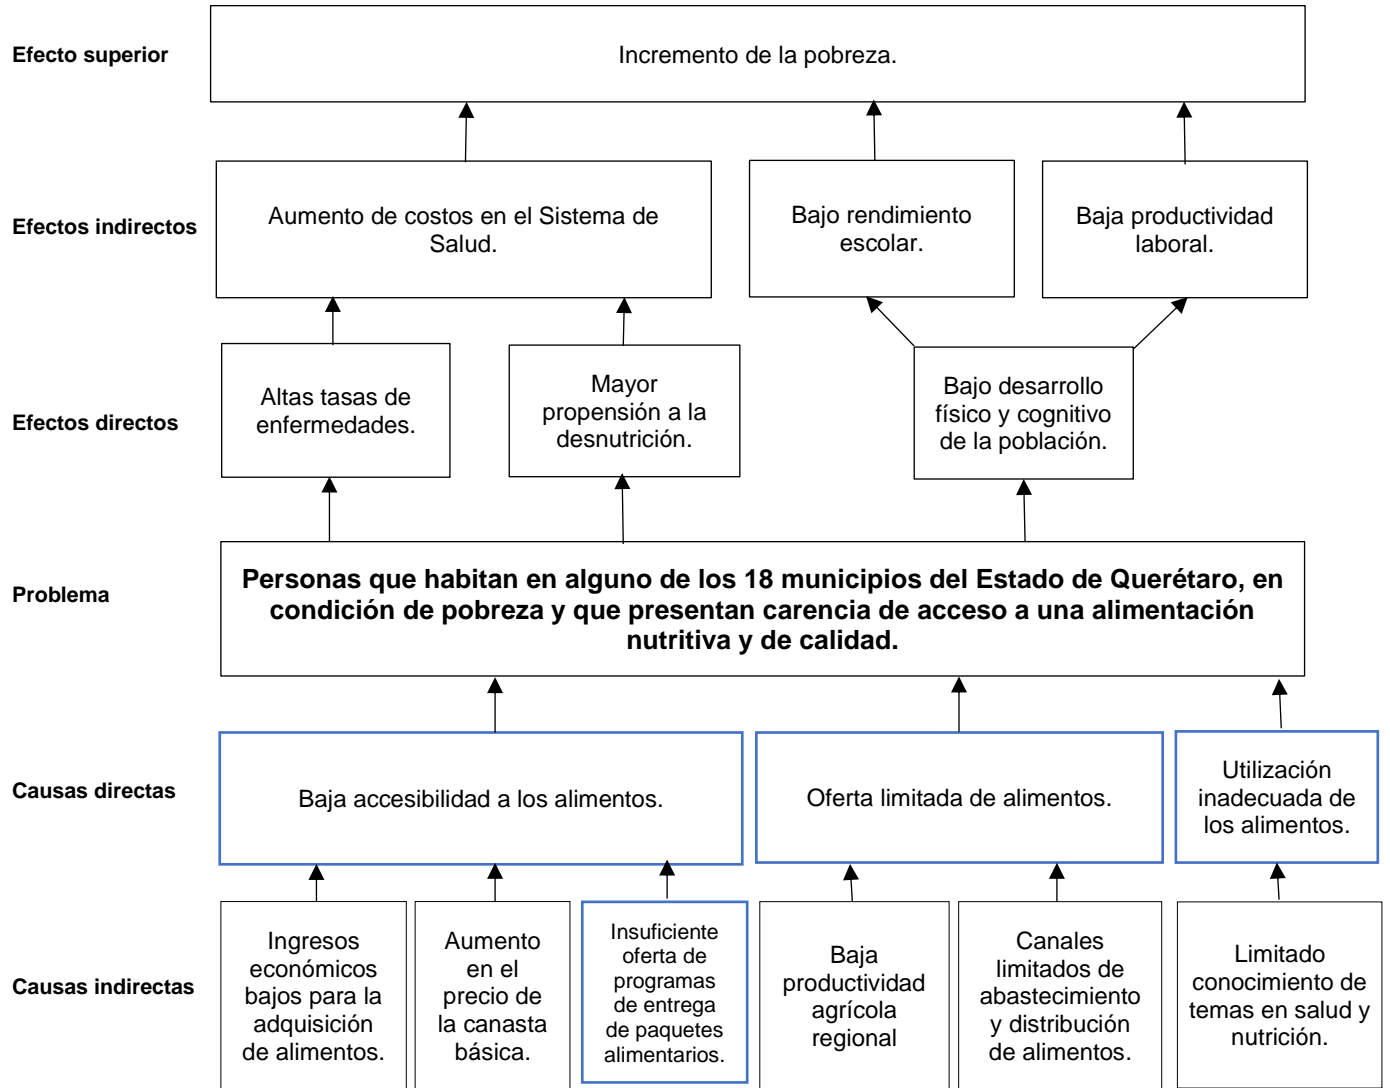 Efecto superior
Incremento de la pobreza.
Efectos indirectos
Aumento de costos en el Sistema de
Salud.
Bajo rendimiento
escolar.
Baja productividad
laboral.
Efectos directos
Altas tasas de
enfermedades.
Mayor
propensión a la
desnutrición.
Bajo desarrollo
físico y cognitivo
de la población.
Problema
Personas que habitan en alguno de los 18 municipios del Estado de Querétaro, en
condición de pobreza y que presentan carencia de acceso a una alimentación
nutritiva y de calidad.
Causas directas
Baja accesibilidad a los alimentos.
Oferta limitada de alimentos.
Utilización
inadecuada de
los alimentos.
Causas indirectas
Ingresos
económicos
bajos para la
adquisición
de alimentos.
Aumento
en el
precio de
la canasta
básica.
Insuficiente
oferta de
programas
de entrega
de paquetes
alimentarios.
Baja
productividad
agrícola
regional
Canales
limitados de
abastecimiento
y distribución
de alimentos.
Limitado
conocimiento de
temas en salud y
nutrición.